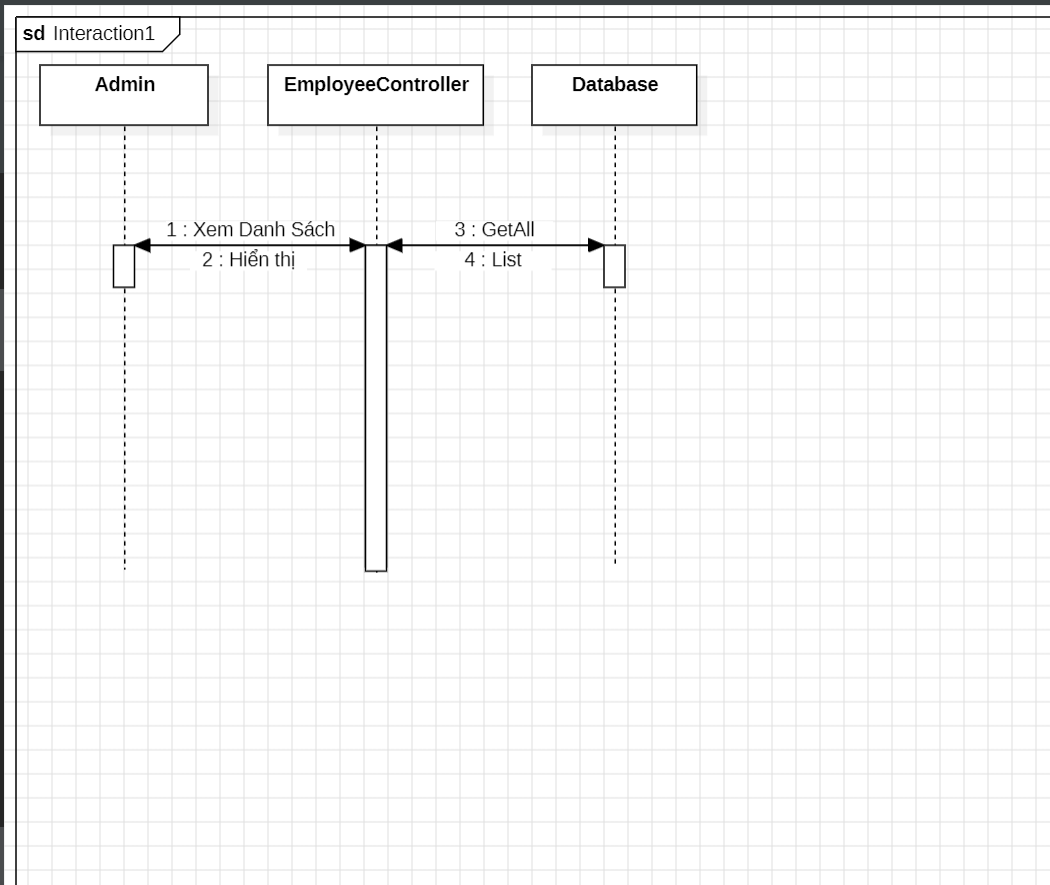 sd Interaction1
Admin
EmployeeController
Database
1 : Xem Danh Sách
3 : GetAll
2 : Hiển thị
4 : List